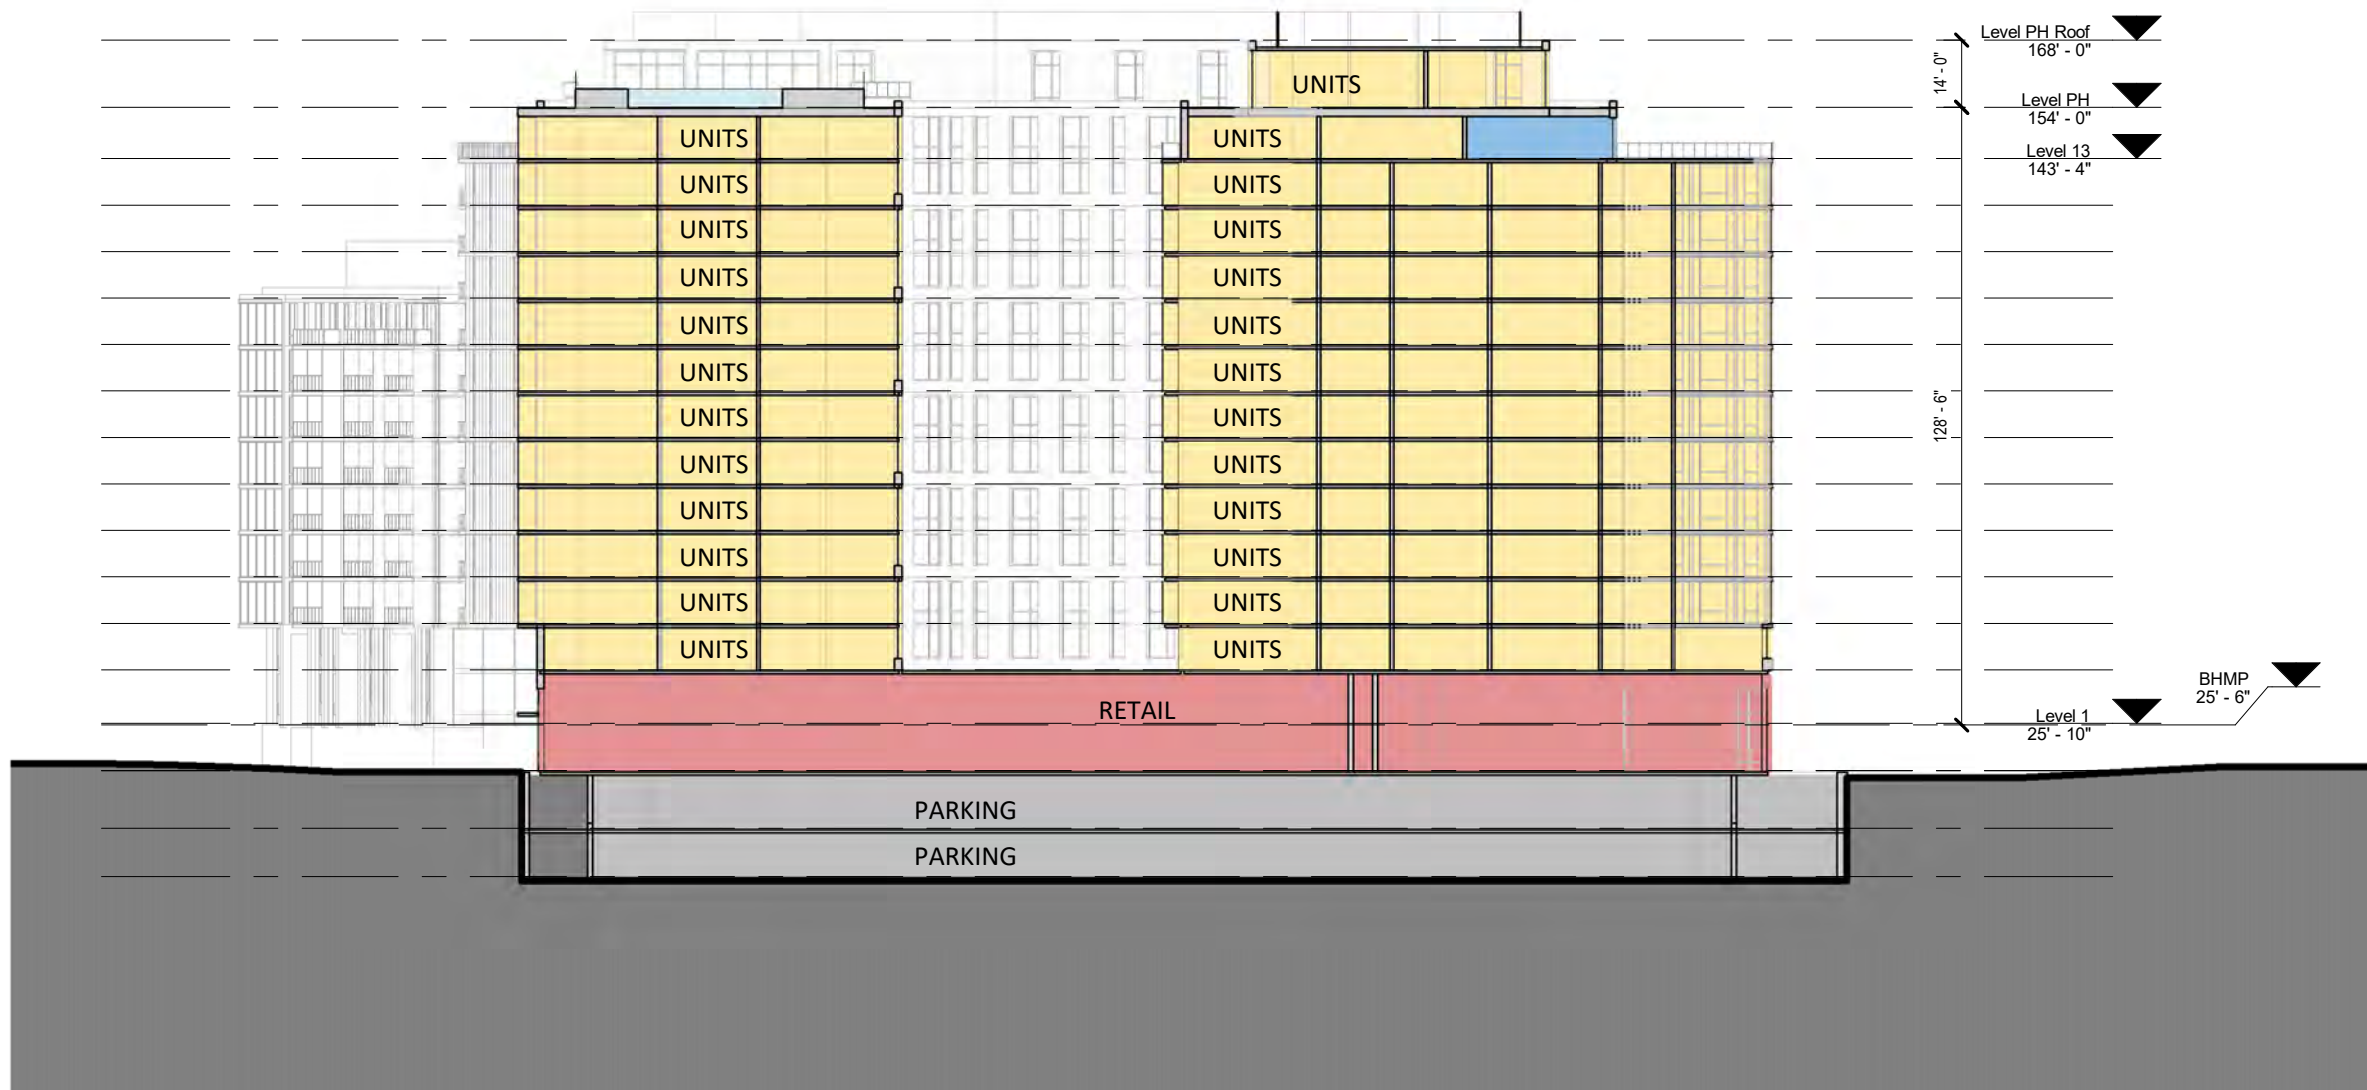 Level PH Roof
168' - 0"
14' - 0"
UNITS
Level PH
154' - 0"
UNITS UNITS
Level 13
143' - 4"
UNITS UNITS
UNITS UNITS
UNITS UNITS
UNITS UNITS
UNITS UNITS
UNITS UNITS
128' - 6"
UNITS UNITS
UNITS UNITS
UNITS UNITS
UNITS UNITS
UNITS UNITS
BHMP
25' - 6"
RETAIL
Level 1
25' - 10"
PARKING
PARKING